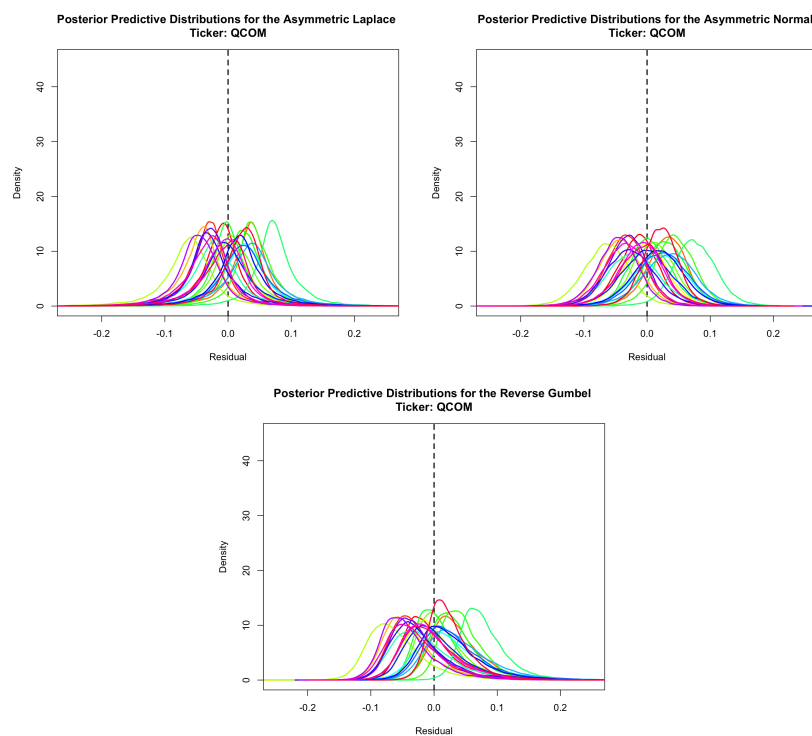 Posterior Predictive Distributions for the Asymmetric Laplace
Ticker: QCOM
Density
0
10
20
30
40
-0.2
-0.1
0.0
0.1
0.2
Residual
Posterior Predictive Distributions for the Asymmetric Normal
Ticker: QCOM
Density
0
10
20
30
40
-0.2
-0.1
0.0
0.1
0.2
Residual
Posterior Predictive Distributions for the Reverse Gumbel
Ticker: QCOM
Density
0
10
20
30
40
-0.2
-0.1
0.0
0.1
0.2
Residual